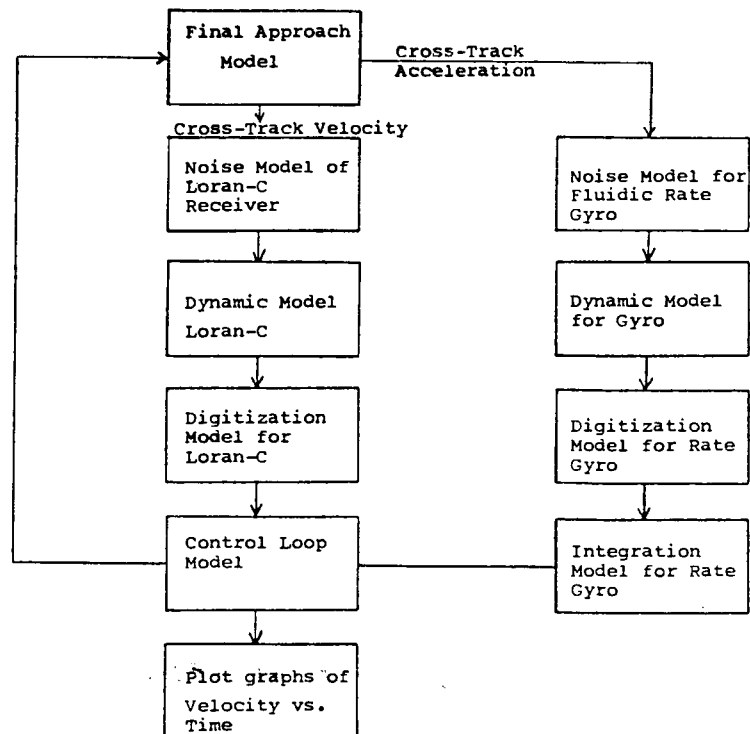 Final Approach
Model
Cross-Track
Acceleration
Cross-Track Velocity
Noise Model of
Loran-C
Receiver
Noise Model for
Fluidic Rate
Gyro
Dynamic Model
Loran-C
Dynamic Model
for Gyro
Digitization
Model for
Loran-C
Digitization
Model for Rate
Gyro
Control Loop
Model
Integration
Model for Rate
Gyro
Plot graphs of
Velocity vs.
Time